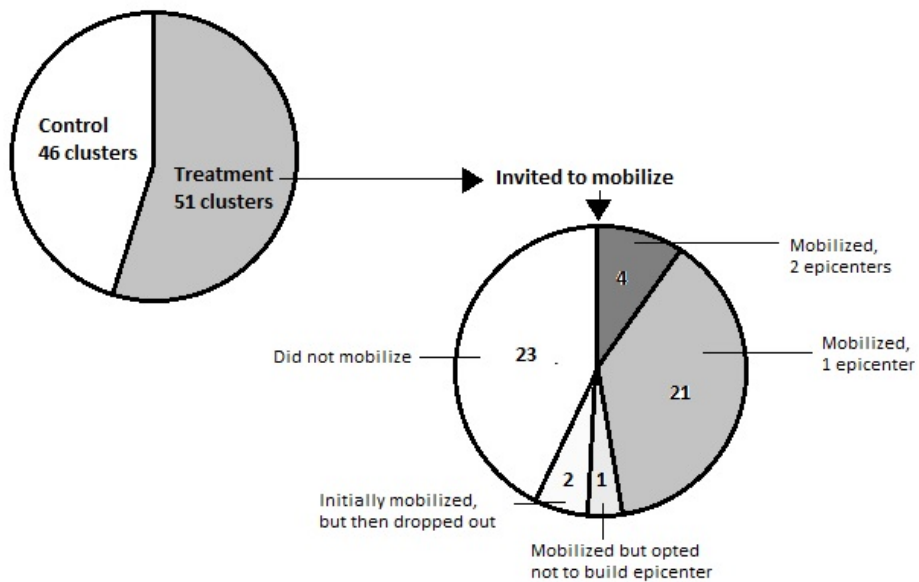 Control
46 clusters
Treatment
51 clusters
Invited to mobilize
Mobilized,
2 epicenters
4
Mobilized,
1 epicenter
21
Did not mobilize
23
2
1
Initially mobilized,
but then dropped out
Mobilized but opted
not to build epicenter